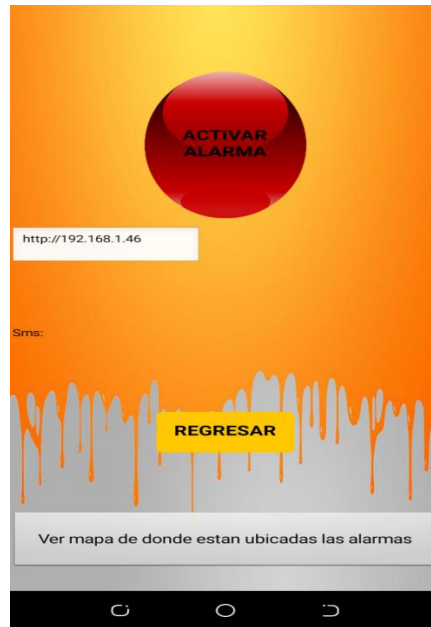 ACTIVAR
ALARMA
http://192.168.1.46
Sms:
REGRESAR
Ver mapa de donde estan ubicadas las alarmas